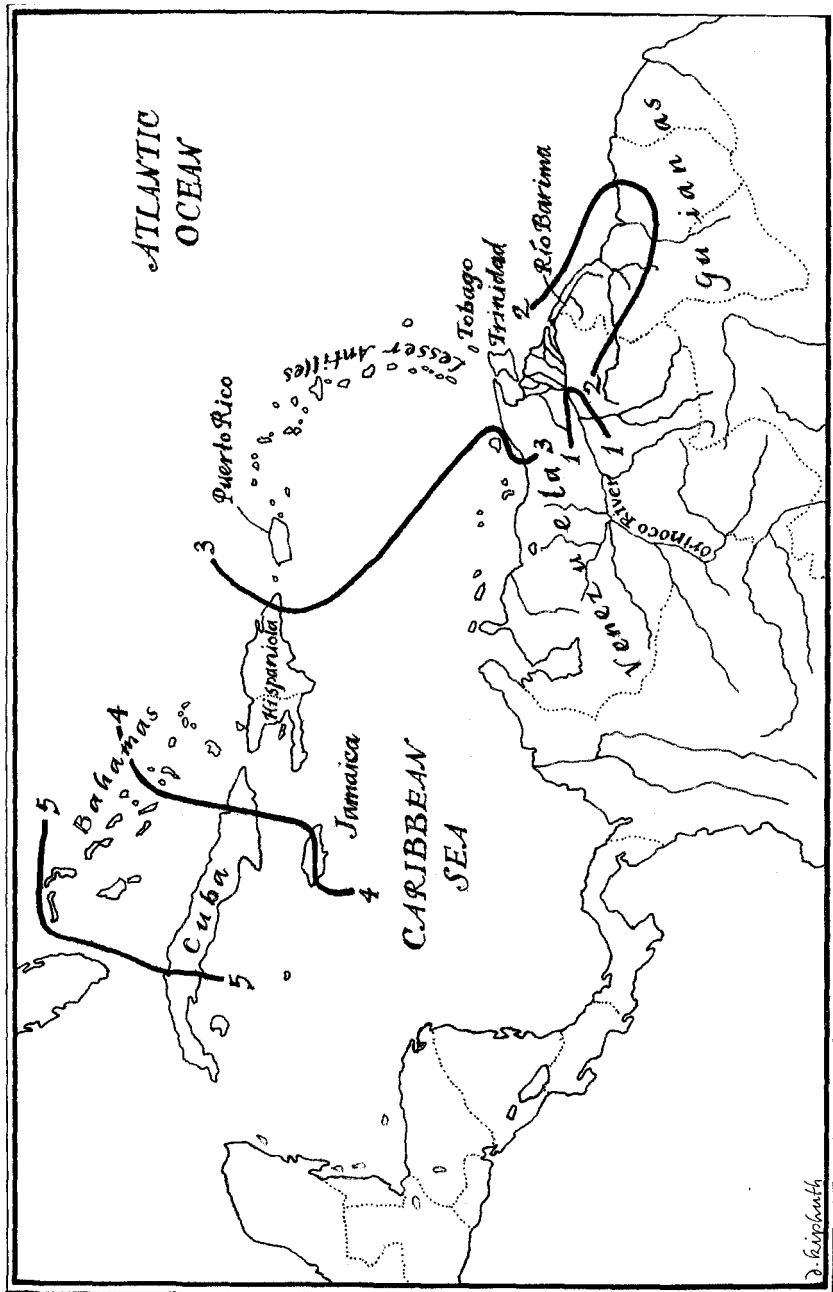 5
ATLANTIC
OCEAN
Bahamas
4
5
Cuba
3
Puerto Rico
Hispaniola
Lesser Antilles
Jamaica
4
CARIBBEAN
SEA
Tobago
Trinidad
2
Río Barima
3
1
Venezuela
1
2
Orinoco River
Guianas
D. Kiphuth